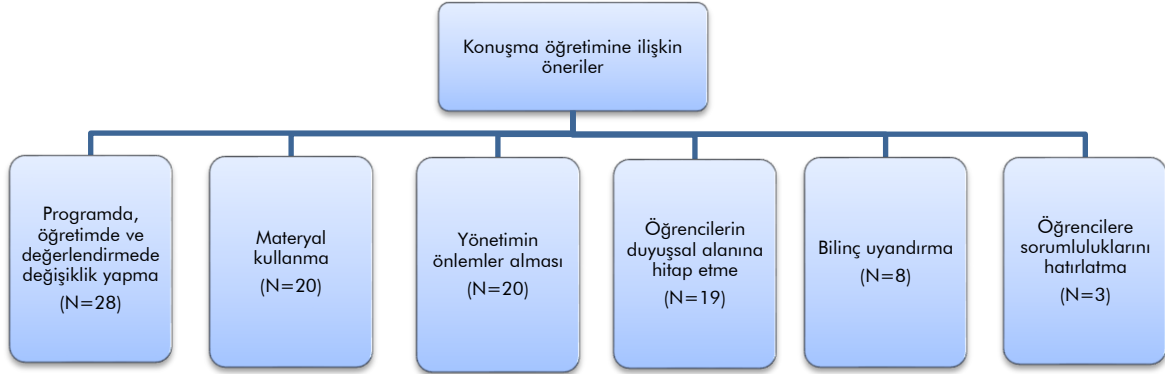 Konuşma öğretimine ilişkin
öneriler
Programda,
öğretimde ve
değerlendirmede
değişiklik yapma
(N=28)
Materyal
kullanma
(N=20)
Yönetimin
önlemler alması
(N=20)
Öğrencilerin
duyuşsal alanına
hitap etme
(N=19)
Bilinç uyandırma
(N=8)
Öğrencilere
sorumluluklarını
hatırlatma
(N=3)